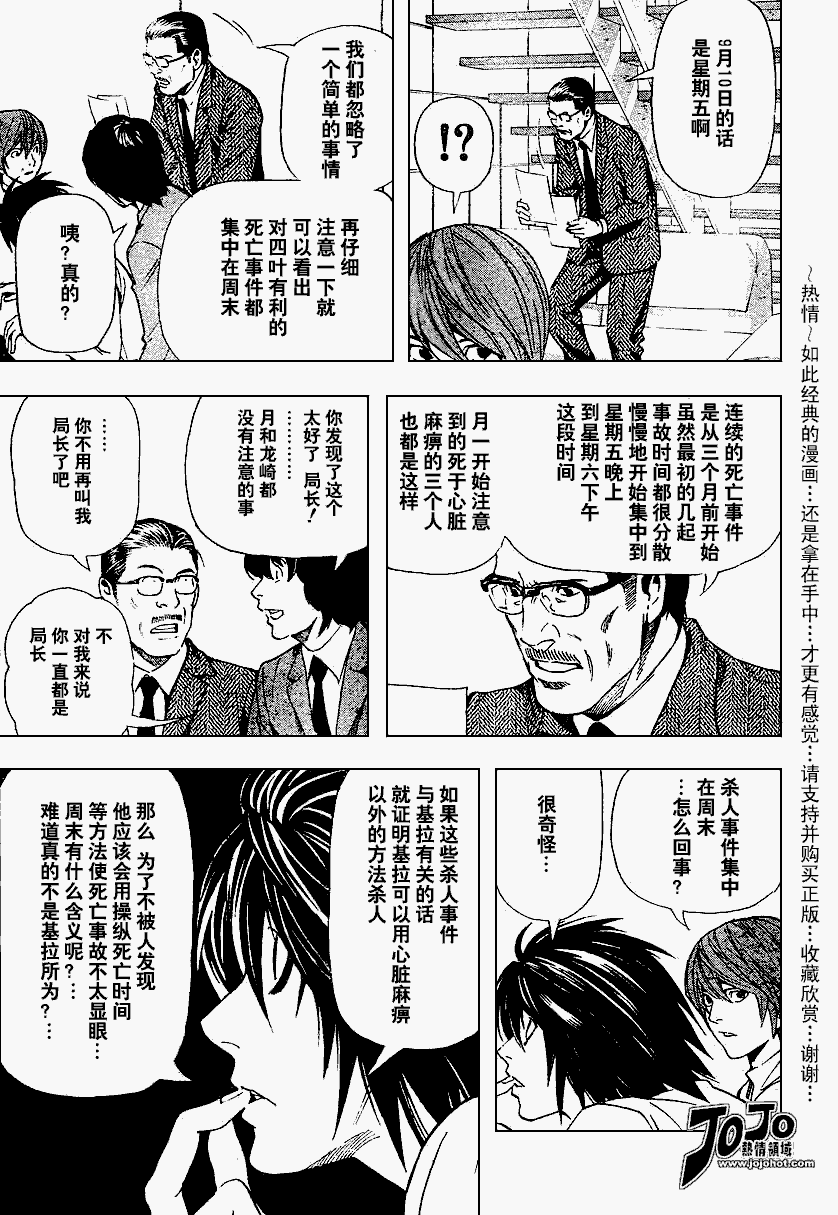 9月10日的话
是星期五啊
!?
我们都忽略了
一个简单的事情
再仔细
注意一下就
可以看出
对四叶有利的
死亡事件都
集中在周末
咦?真的?
连续的死亡事件
是从三个月前开始
虽然最初的几起
事故时间都很分散
慢慢地开始集中到
星期五晚上
到星期六下午
这段时间
月一开始注意
到的死于心脏
麻痹的三个人
也都是这样
你发现了这个
太好了 局长!
…………
月和龙崎都
没有注意的事
……
你不用再叫我
局长了吧
不
对我来说
你一直都是
局长
杀人事件集中
在周末
…怎么回事?
很奇怪…
如果这些杀人事件
与基拉有关的话
就证明基拉可以用心脏麻痹
以外的方法杀人
那么 为了不被人发现
他应该会用操纵死亡时间
等方法使死亡事故不太显眼…
周末有什么含义呢?…
难道真的不是基拉所为?…
~热情~如此经典的漫画…还是拿在手中…才更有感觉…请支持并购买正版…收藏欣赏…谢谢…
JOJO
熱情領域
www.jojohot.com